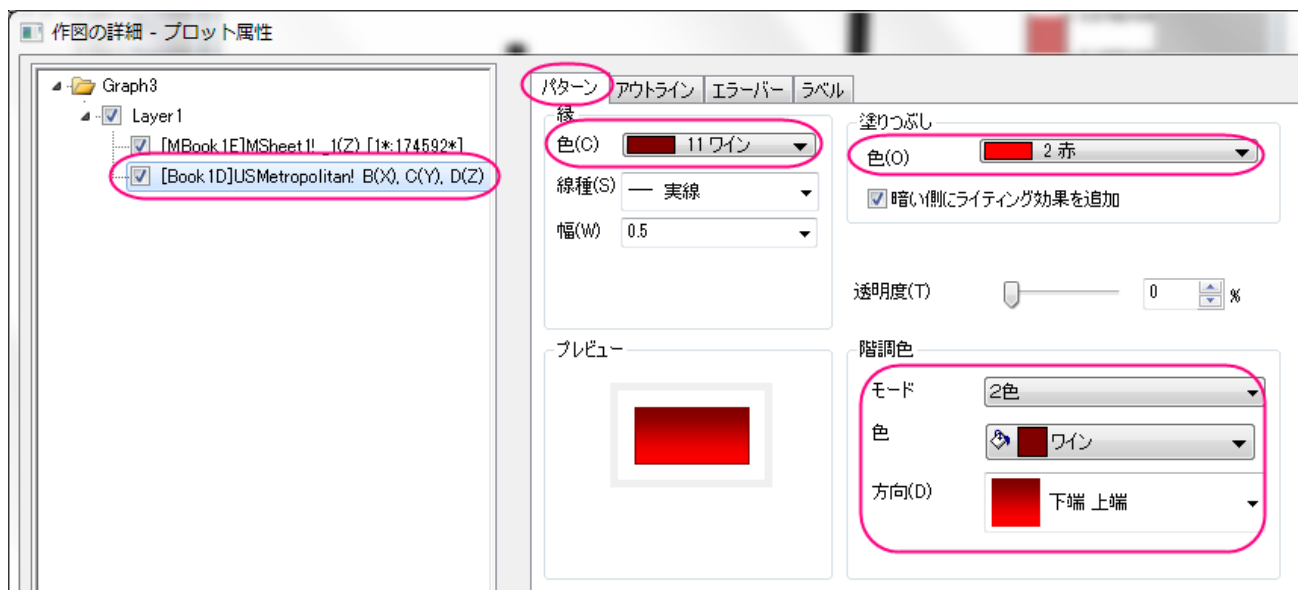 作図の詳細 - プロット属性
Graph3
Layer1
[MBook1E]MSheet1! _1(Z) [1*:174592*]
[Book1D]USMetropolitan! B(X), C(Y), D(Z)
パターン アウトライン エラーバー ラベル
縁
色(C) 11 ワイン
線種(S) 実線
幅(W) 0.5
塗りつぶし
色(O) 2 赤
暗い側にライティング効果を追加
透明度(T) 0 %
プレビュー
階調色
モード 2色
色 ワイン
方向(D) 下端 上端